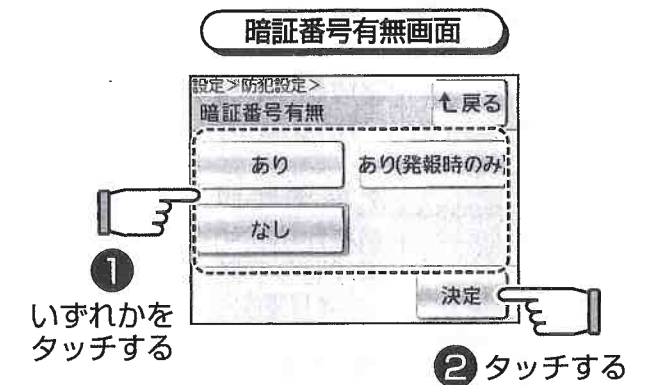 暗証番号有無画面
設定>防犯設定>
暗証番号有無
戻る
あり
あり(発報時のみ
なし
決定
❶
いずれかを
タッチする
❷タッチする